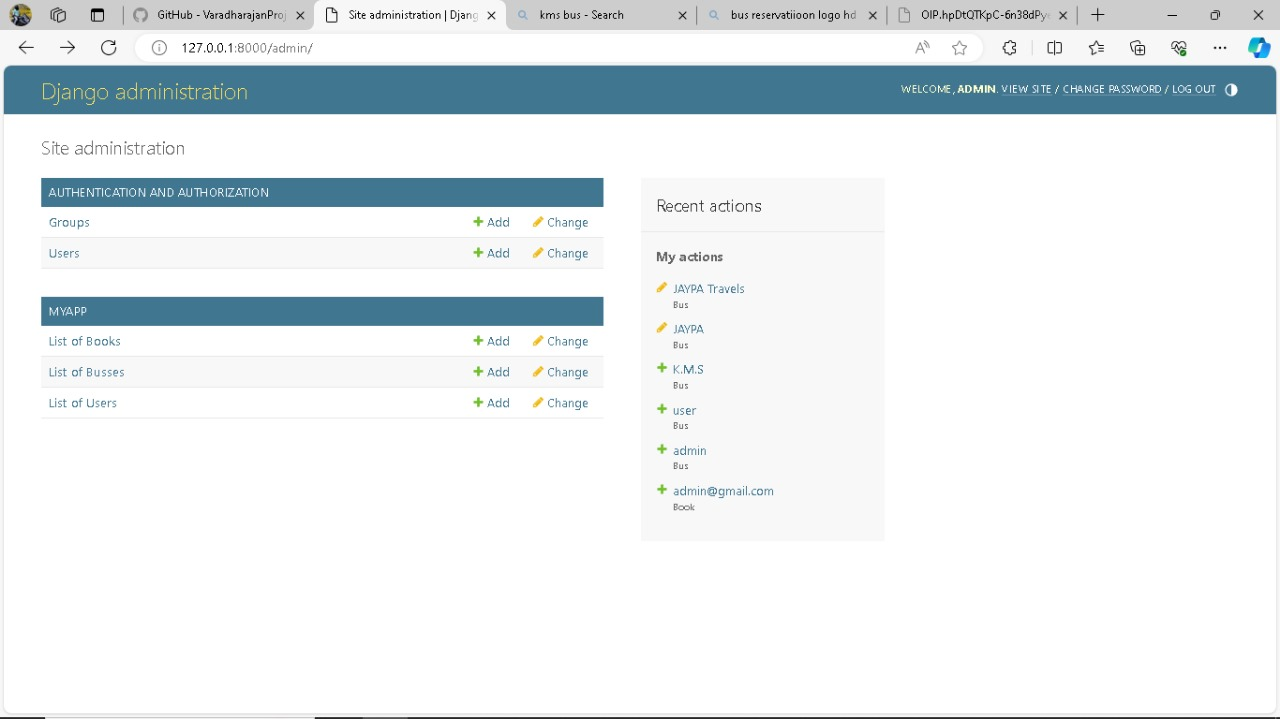 GitHub - VaradharajanProj
Site administration | Djang
kms bus - Search
bus reservatiioon logo hd
OIP.hpDtQTKpC-6n38dPy
127.0.0.1:8000/admin/
Django administration
WELCOME, ADMIN. VIEW SITE / CHANGE PASSWORD / LOG OUT
Site administration
AUTHENTICATION AND AUTHORIZATION
Groups Add Change
Users Add Change
MYAPP
List of Books Add Change
List of Busses Add Change
List of Users Add Change
Recent actions
My actions
JAYPA Travels
Bus
JAYPA
Bus
K.M.S
Bus
user
Bus
admin
Bus
admin@gmail.com
Book